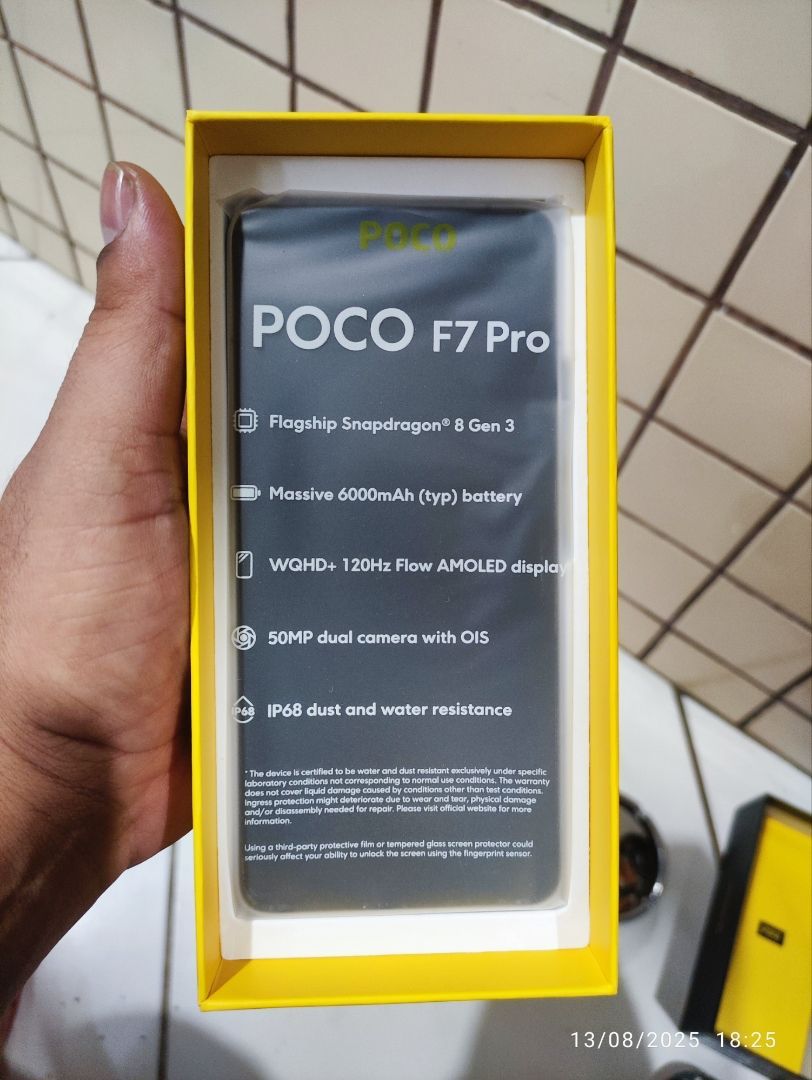 POCO
POCO F7 Pro
Flagship Snapdragon® 8 Gen 3
Massive 6000mAh (typ) battery
WQHD+ 120Hz Flow AMOLED display
50MP dual camera with OIS
IP68
IP68 dust and water resistance
* The device is certified to be water and dust resistant exclusively under specific
laboratory conditions not corresponding to normal use conditions. The warranty
does not cover liquid damage caused by conditions other than test conditions.
Ingress protection might deteriorate due to wear and tear, physical damage
and/or disassembly needed for repair. Please visit official website for more
information.
Using a third-party protective film or tempered glass screen protector could
seriously affect your ability to unlock the screen using the fingerprint sensor.
13/08/2025 18:25